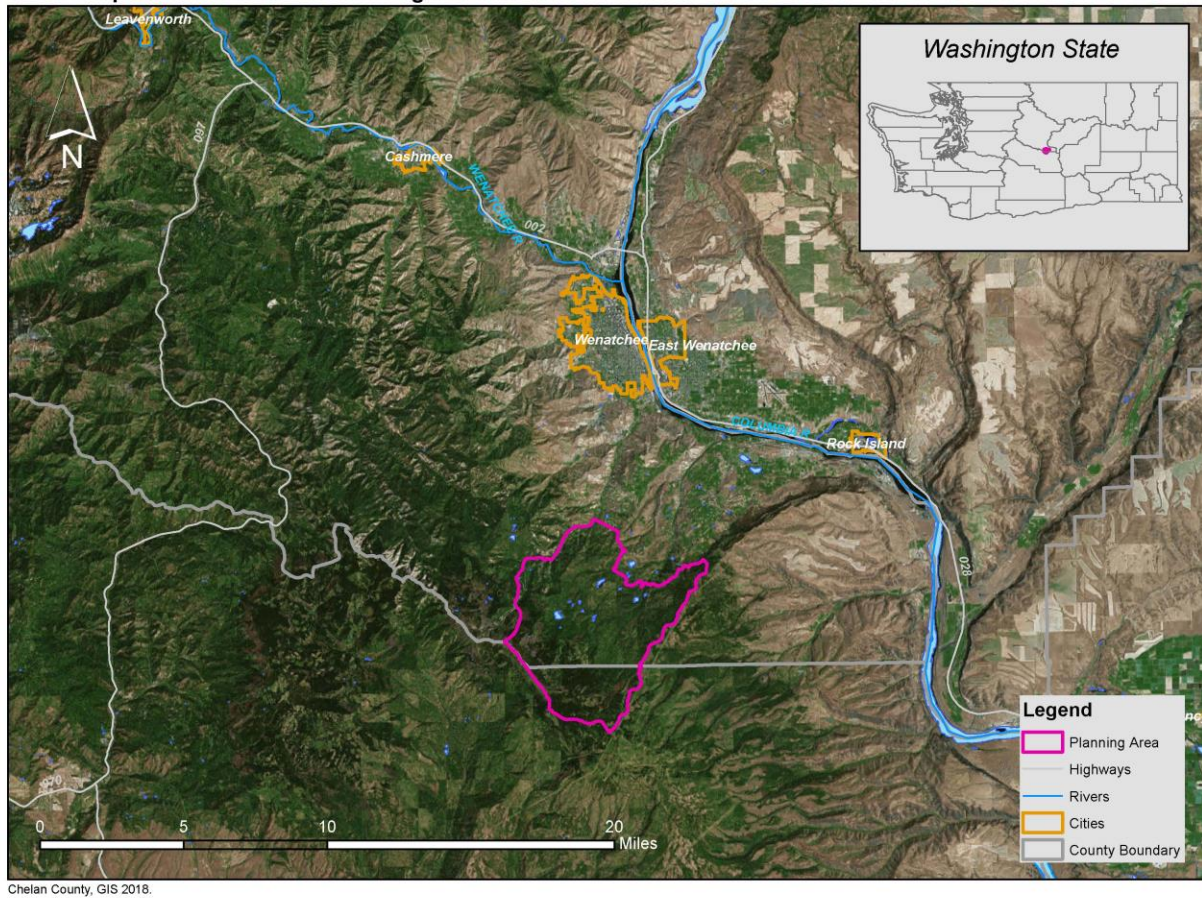 Leavenworth
Washington State
N
097
Cashmere
WENATCHEE R
002
Wenatchee
East Wenatchee
COLUMBIA R
Rock Island
028
970
0 5 10 20
Miles
Legend
Planning Area
Highways
Rivers
Cities
County Boundary
Chelan County, GIS 2018.